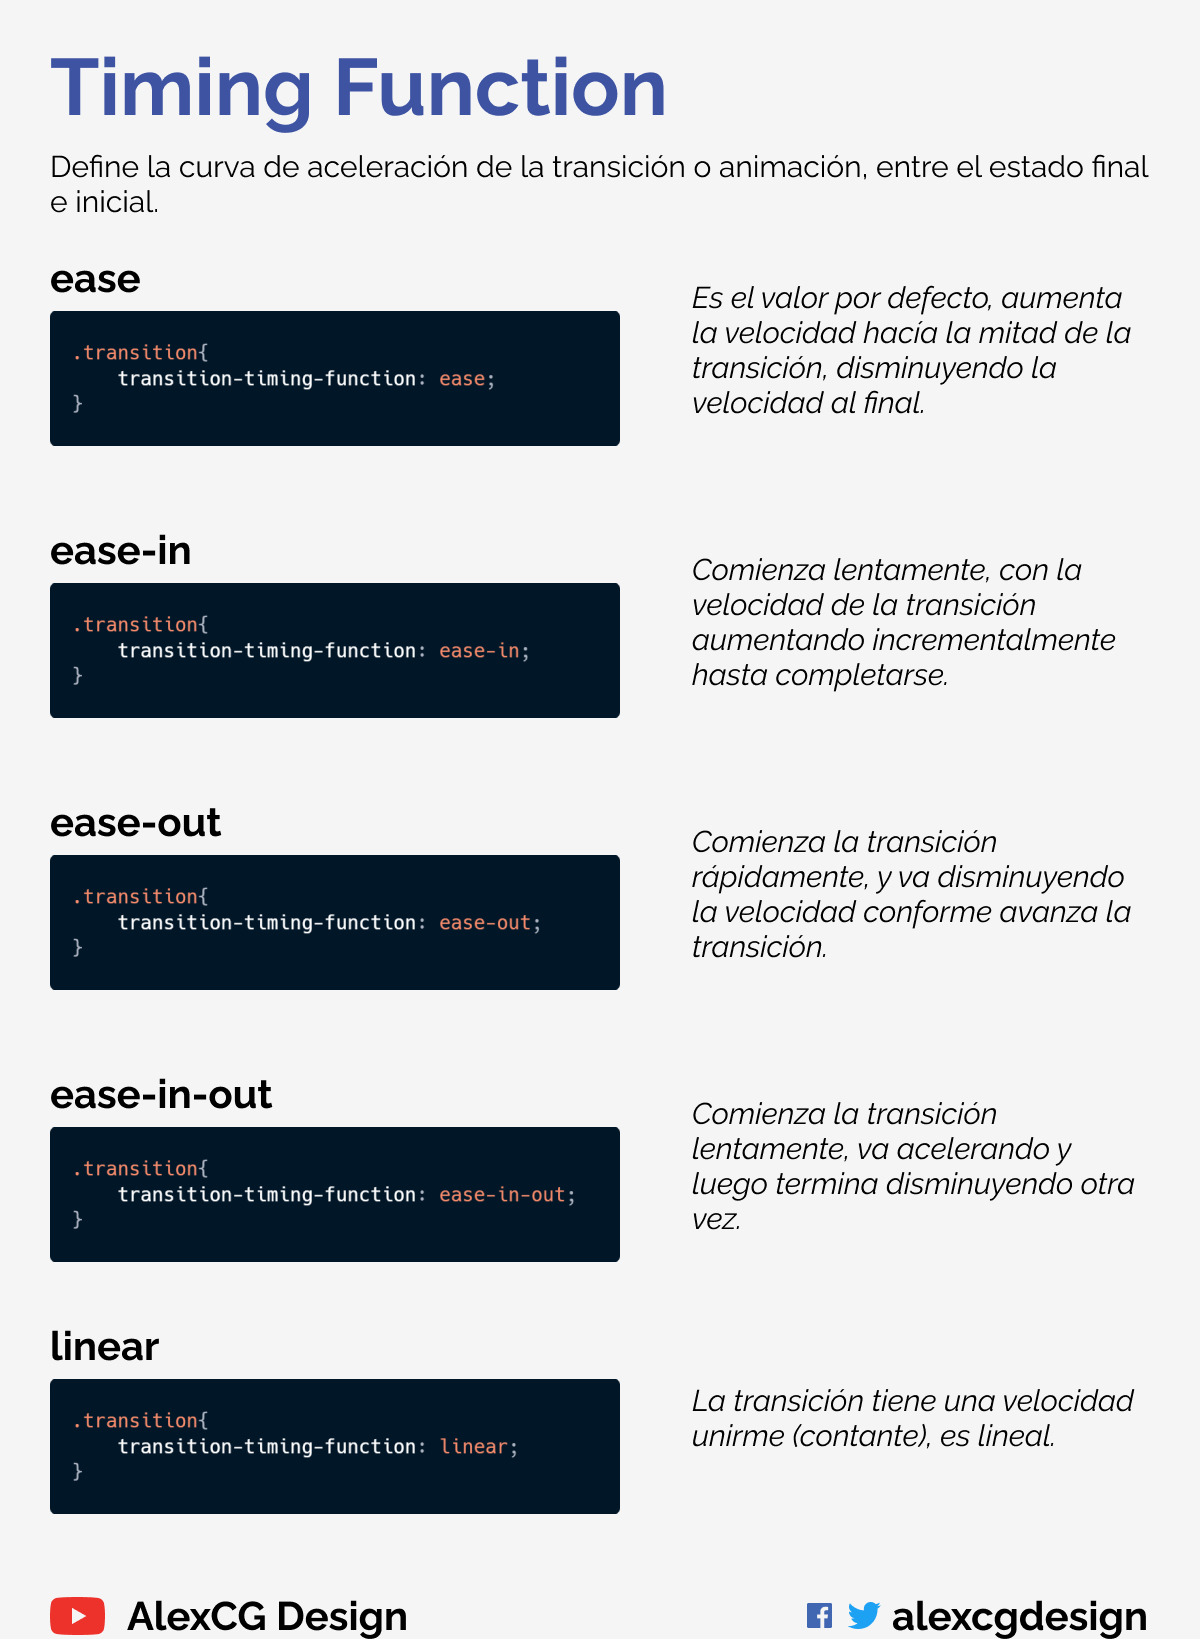 Timing Function
Define la curva de aceleración de la transición o animación, entre el estado final
e inicial.
ease
.transition{
    transition-timing-function: ease;
}
Es el valor por defecto, aumenta
la velocidad hacía la mitad de la
transición, disminuyendo la
velocidad al final.
ease-in
.transition{
    transition-timing-function: ease-in;
}
Comienza lentamente, con la
velocidad de la transición
aumentando incrementalmente
hasta completarse.
ease-out
.transition{
    transition-timing-function: ease-out;
}
Comienza la transición
rápidamente, y va disminuyendo
la velocidad conforme avanza la
transición.
ease-in-out
.transition{
    transition-timing-function: ease-in-out;
}
Comienza la transición
lentamente, va acelerando y
luego termina disminuyendo otra
vez.
linear
.transition{
    transition-timing-function: linear;
}
La transición tiene una velocidad
unirme (contante), es lineal.
AlexCG Design
alexcgdesign